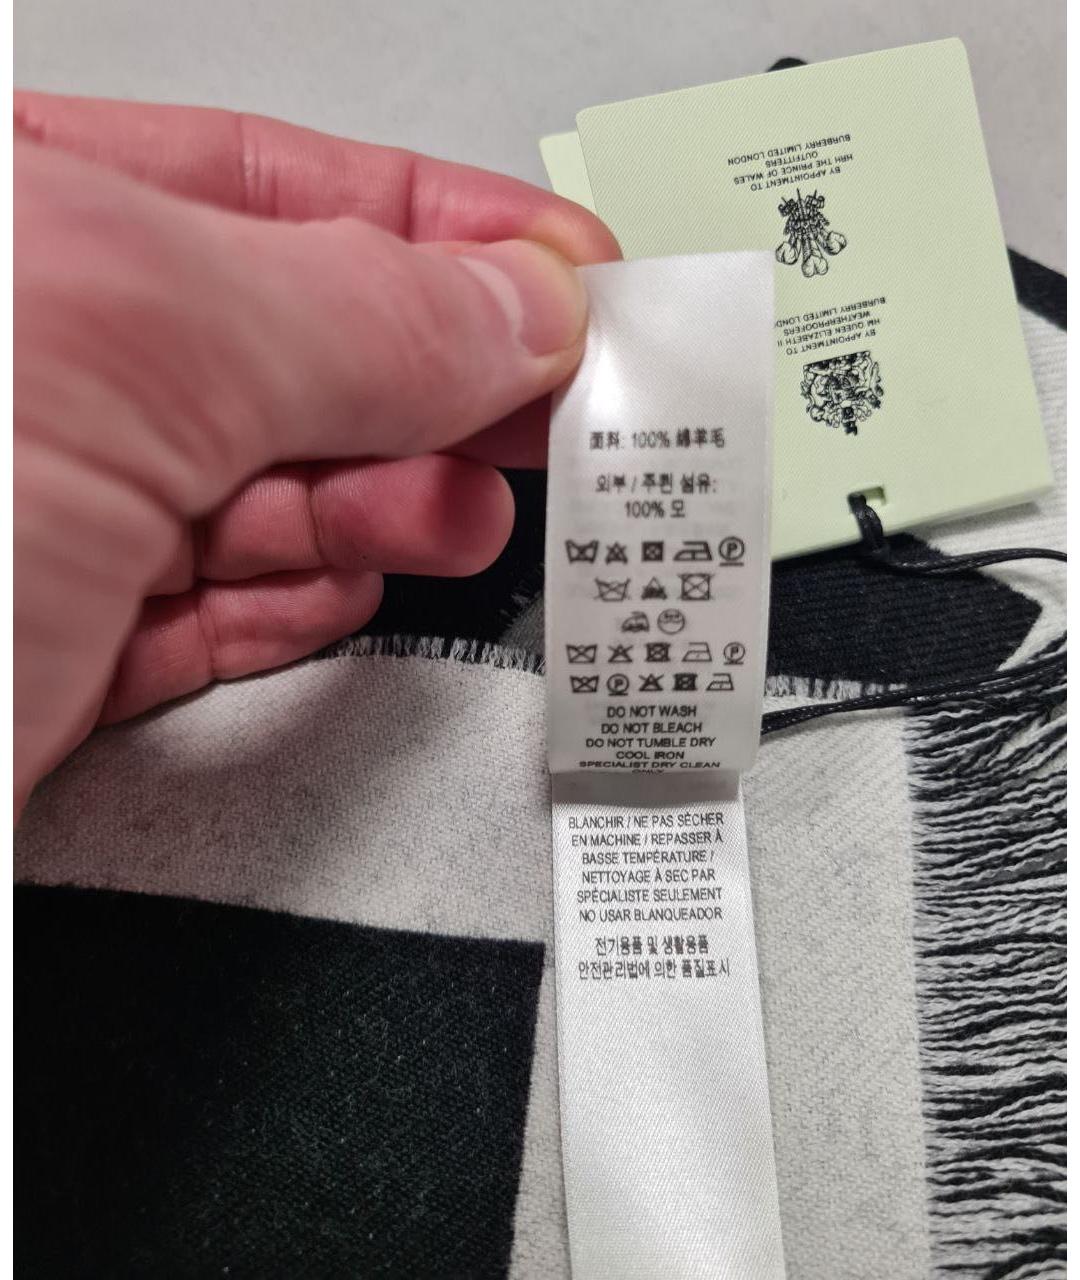 BY APPOINTMENT TO
HRH THE PRINCE OF WALES
OUTFITTERS
BURBERRY LIMITED LONDON
BY APPOINTMENT TO
HM QUEEN ELIZABETH II
WEATHERPROOFERS
BURBERRY LIMITED LONDON
面料: 100% 绵羊毛
외부 / 주된 섬유:
100% 모
DO NOT WASH
DO NOT BLEACH
DO NOT TUMBLE DRY
COOL IRON
SPECIALIST DRY CLEAN
ONLY
BLANCHIR / NE PAS SÉCHER
EN MACHINE / REPASSER À
BASSE TEMPÉRATURE /
NETTOYAGE À SEC PAR
SPÉCIALISTE SEULEMENT
NO USAR BLANQUEADOR
전기용품 및 생활용품
안전관리법에 의한 품질표시